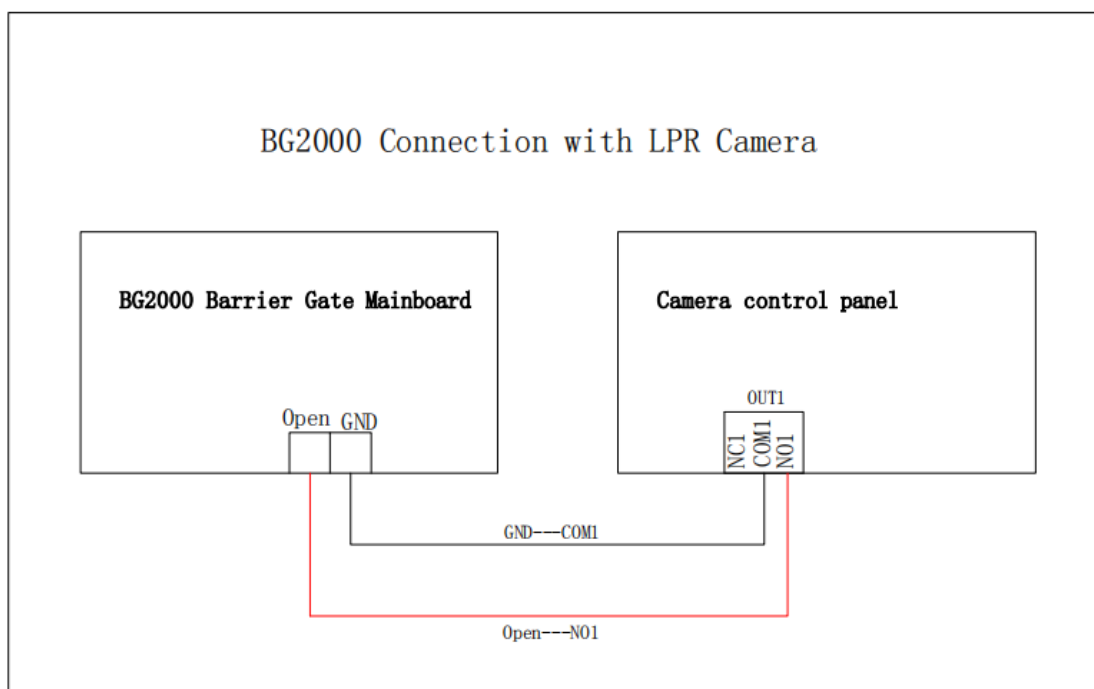 BG2000 Connection with LPR Camera
BG2000 Barrier Gate Mainboard
Open GND
Camera control panel
OUT1
NC1
COM1
NO1
GND---COM1
Open---NO1